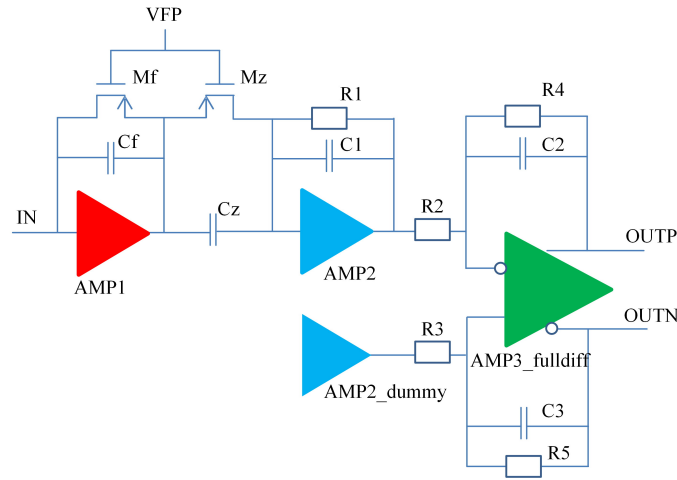 VFP
Mf
Mz
R1
R4
Cf
C1
C2
IN
Cz
R2
OUTP
AMP1
AMP2
OUTN
R3
AMP3_fulldiff
AMP2_dummy
C3
R5